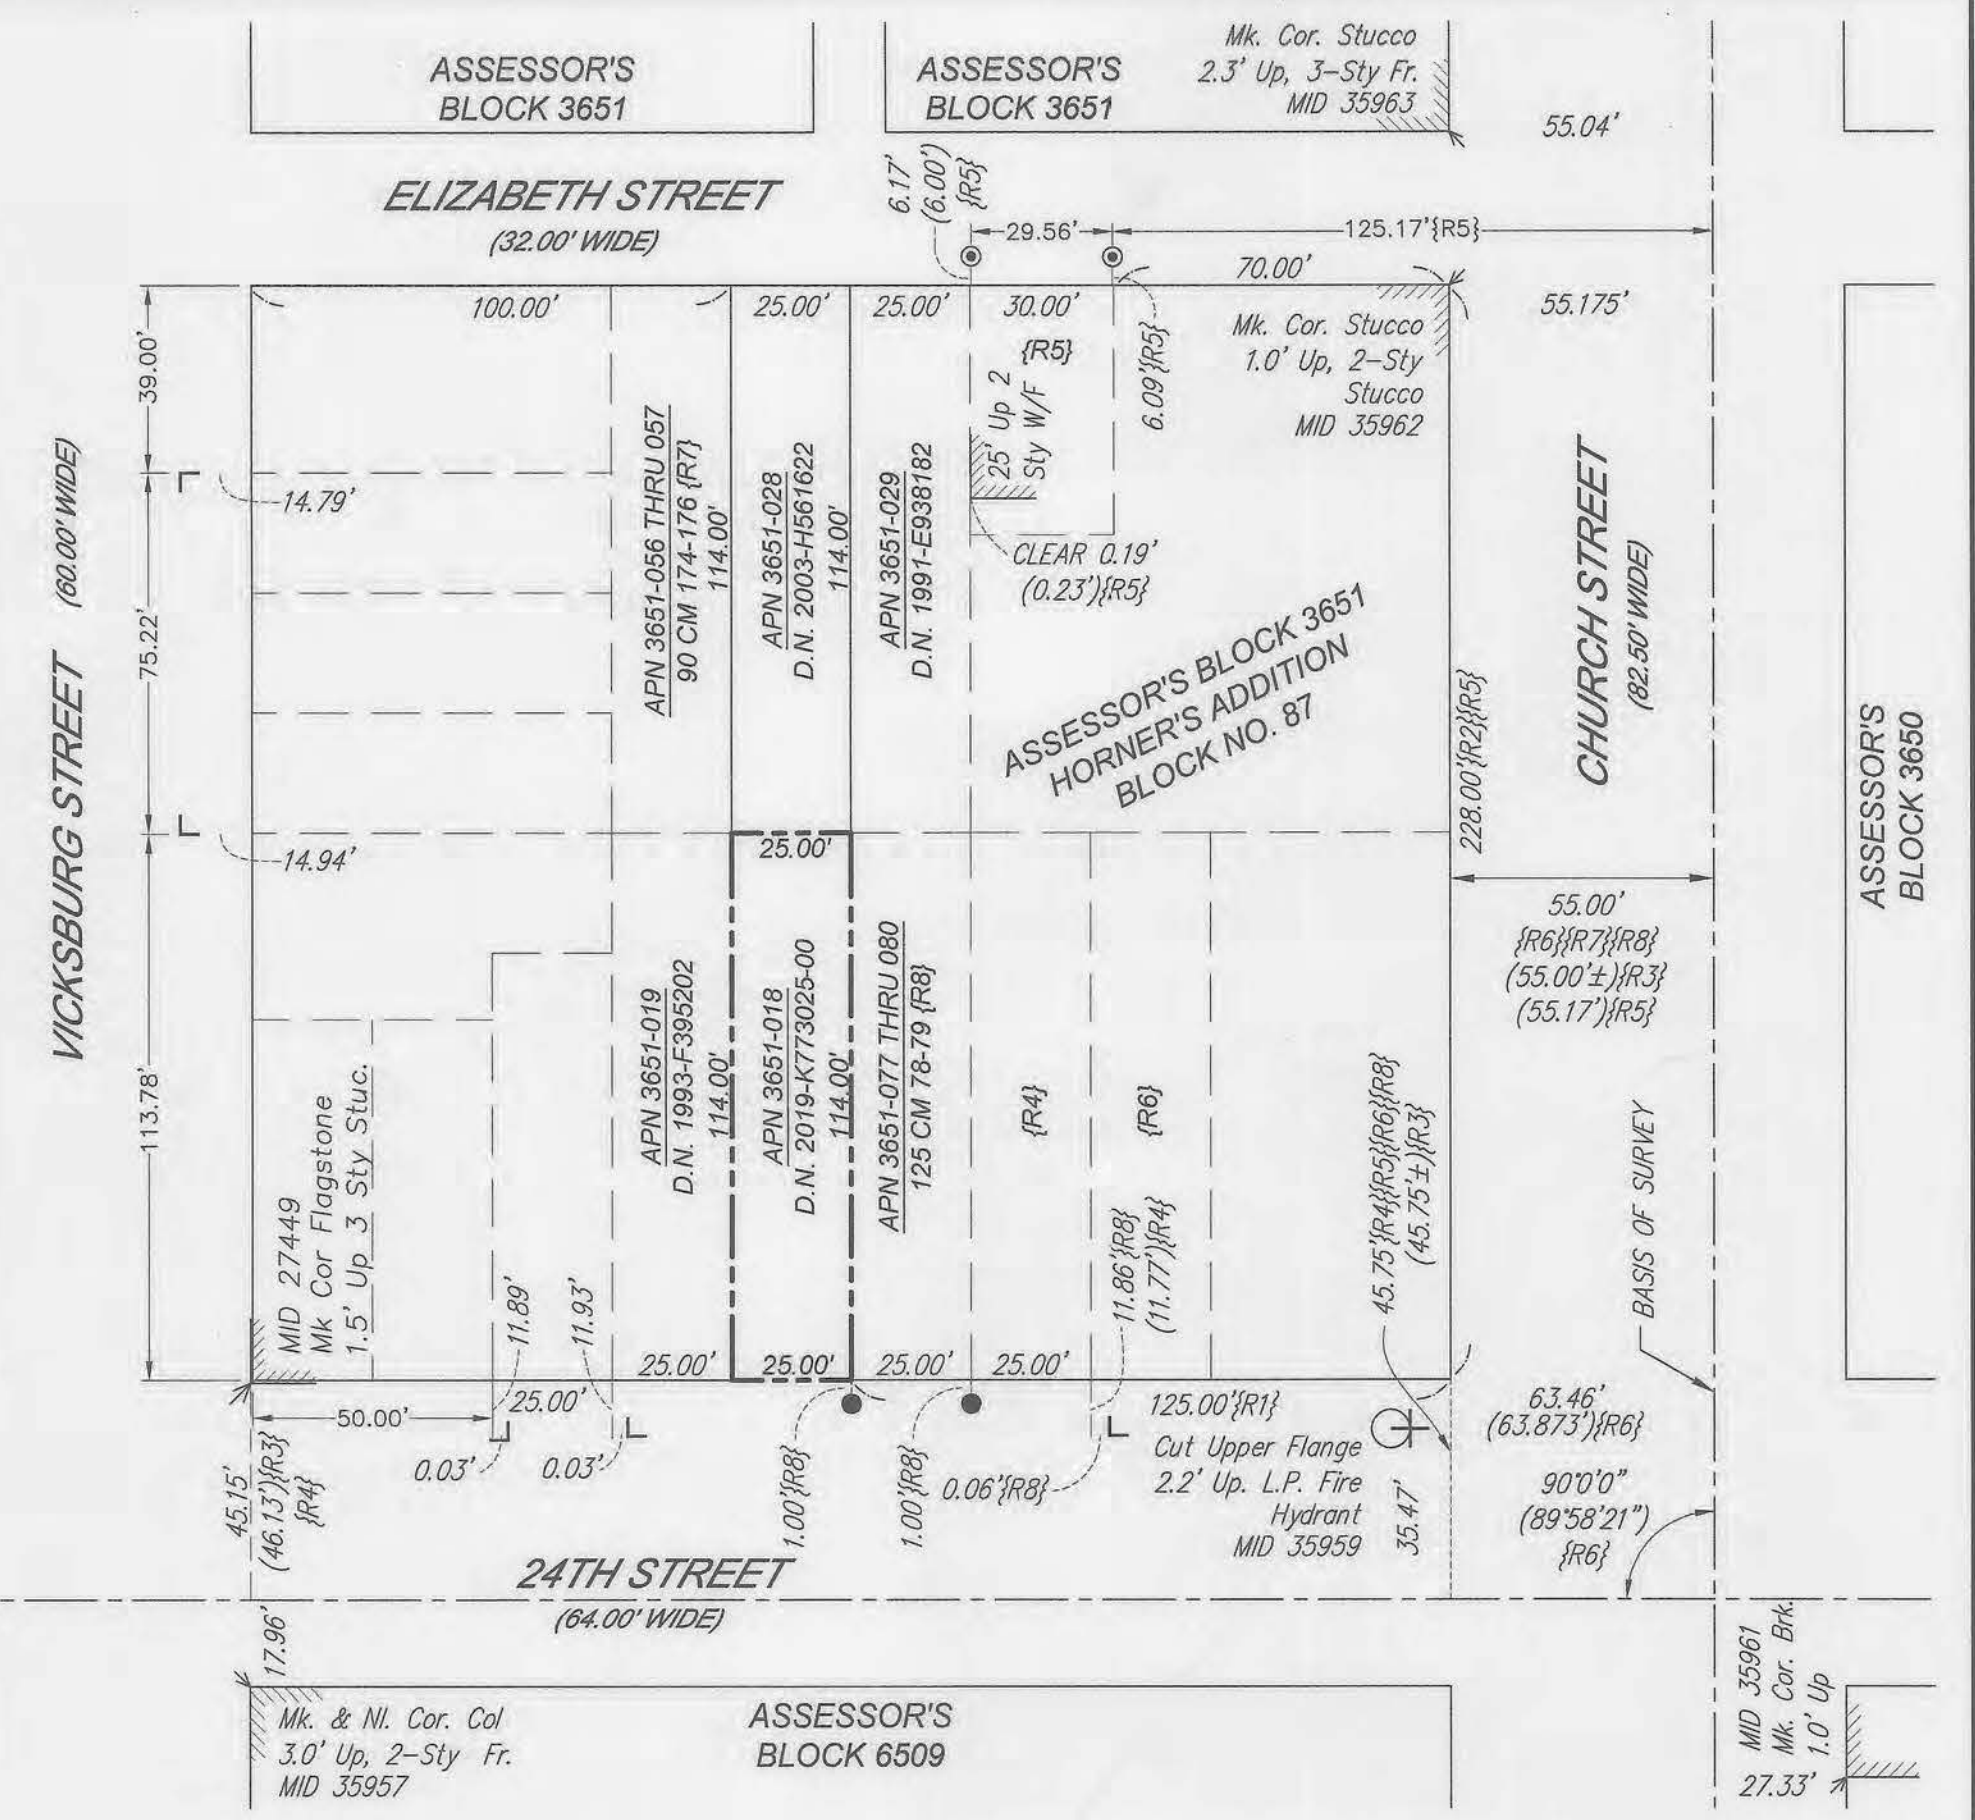 ASSESSOR'S
BLOCK 3651
ASSESSOR'S
BLOCK 3651
Mk. Cor. Stucco
2.3' Up, 3-Sty Fr.
MID 35963
55.04'
ELIZABETH STREET
(32.00' WIDE)
6.17'
(6.00')
{R5}
29.56'
125.17'{R5}
70.00'
100.00'
25.00'
25.00'
30.00'
{R5}
55.175'
Mk. Cor. Stucco
1.0' Up, 2-Sty
Stucco
MID 35962
6.09'{R5}
25' Up 2
Sty W/F
CLEAR 0.19'
(0.23'){R5}
39.00'
75.22'
113.78'
14.79'
14.94'
VICKSBURG STREET (60.00' WIDE)
APN 3651-056 THRU 057
90 CM 174-176 {R7}
114.00'
APN 3651-028
D.N. 2003-H561622
114.00'
APN 3651-029
D.N. 1991-E938182
ASSESSOR'S BLOCK 3651
HORNER'S ADDITION
BLOCK NO. 87
228.00'{R2}{R5}
CHURCH STREET
(82.50' WIDE)
ASSESSOR'S
BLOCK 3650
25.00'
55.00'
{R6}{R7}{R8}
(55.00'±){R3}
(55.17'){R5}
APN 3651-019
D.N. 1993-F395202
114.00'
APN 3651-018
D.N. 2019-K773025-00
114.00'
APN 3651-077 THRU 080
125 CM 78-79 {R8}
{R4}
{R6}
11.86'{R8}
(11.77'){R4}
45.75'{R4}{R5}{R6}{R8}
(45.75'±){R3}
BASIS OF SURVEY
MID 27449
Mk Cor Flagstone
1.5' Up 3 Sty Stuc.
11.89'
11.93'
25.00'
25.00'
25.00'
25.00'
50.00'
25.00'
0.03'
0.03'
1.00'{R8}
1.00'{R8}
0.06'{R8}
125.00'{R1}
Cut Upper Flange
2.2' Up. L.P. Fire
Hydrant
MID 35959
35.47'
63.46'
(63.873'){R6}
90°0'0"
(89°58'21")
{R6}
45.15'
(46.13'){R3}
{R4}
24TH STREET
(64.00' WIDE)
17.96'
Mk. & Nl. Cor. Col
3.0' Up, 2-Sty Fr.
MID 35957
ASSESSOR'S
BLOCK 6509
MID 35961
Mk. Cor. Brk.
1.0' Up
27.33'